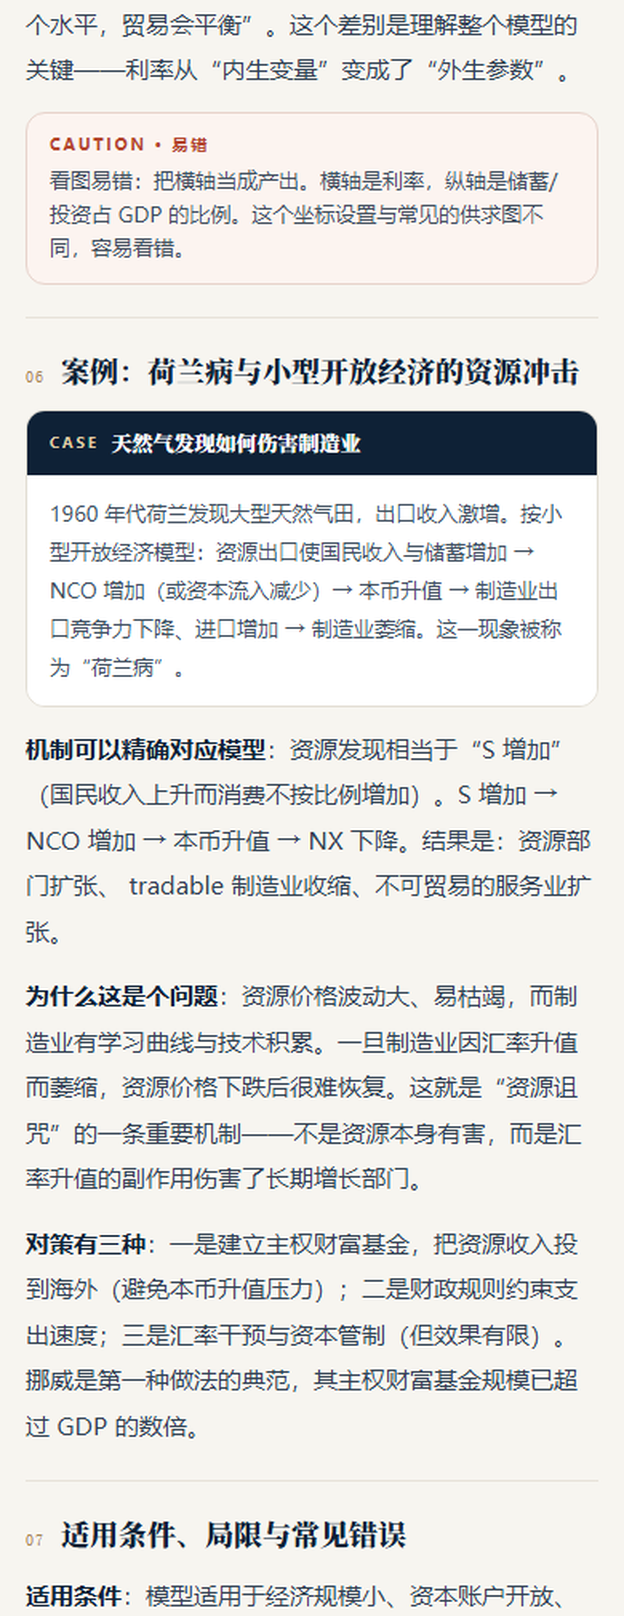 个水平，贸易会平衡”。这个差别是理解整个模型的
关键——利率从“内生变量”变成了“外生参数”。
CAUTION • 易错
看图易错：把横轴当成产出。横轴是利率，纵轴是储蓄/
投资占 GDP 的比例。这个坐标设置与常见的供求图不
同，容易看错。
06 案例：荷兰病与小型开放经济的资源冲击
CASE 天然气发现如何伤害制造业
1960 年代荷兰发现大型天然气田，出口收入激增。按小
型开放经济模型：资源出口使国民收入与储蓄增加 →
NCO 增加（或资本流入减少）→ 本币升值 → 制造业出
口竞争力下降、进口增加 → 制造业萎缩。这一现象被称
为“荷兰病”。
机制可以精确对应模型：资源发现相当于“S 增加”
（国民收入上升而消费不按比例增加）。S 增加 →
NCO 增加 → 本币升值 → NX 下降。结果是：资源部
门扩张、 tradable 制造业收缩、不可贸易的服务业扩
张。
为什么这是个问题：资源价格波动大、易枯竭，而制
造业有学习曲线与技术积累。一旦制造业因汇率升值
而萎缩，资源价格下跌后很难恢复。这就是“资源诅
咒”的一条重要机制——不是资源本身有害，而是汇
率升值的副作用伤害了长期增长部门。
对策有三种：一是建立主权财富基金，把资源收入投
到海外（避免本币升值压力）；二是财政规则约束支
出速度；三是汇率干预与资本管制（但效果有限）。
挪威是第一种做法的典范，其主权财富基金规模已超
过 GDP 的数倍。
07 适用条件、局限与常见错误
适用条件：模型适用于经济规模小、资本账户开放、